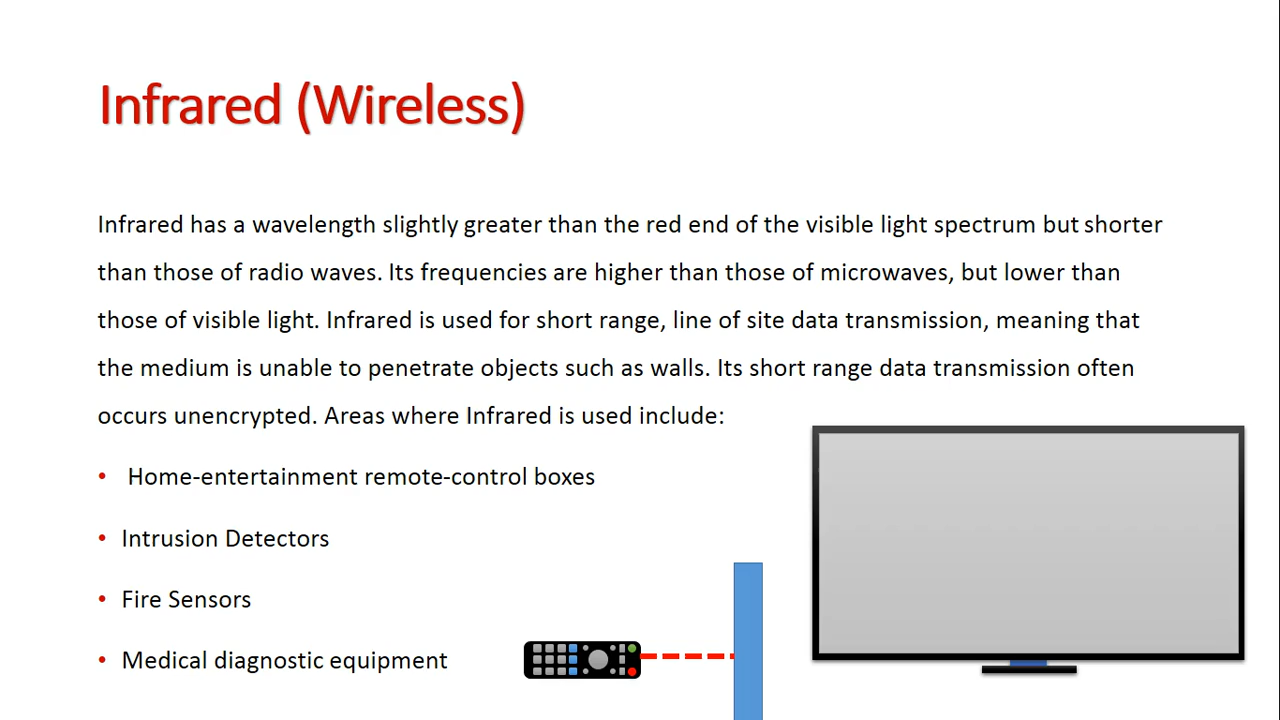 Infrared (Wireless)
Infrared has a wavelength slightly greater than the red end of the visible light spectrum but shorter
than those of radio waves. Its frequencies are higher than those of microwaves, but lower than
those of visible light. Infrared is used for short range, line of site data transmission, meaning that
the medium is unable to penetrate objects such as walls. Its short range data transmission often
occurs unencrypted. Areas where Infrared is used include:
• Home-entertainment remote-control boxes
• Intrusion Detectors
• Fire Sensors
• Medical diagnostic equipment